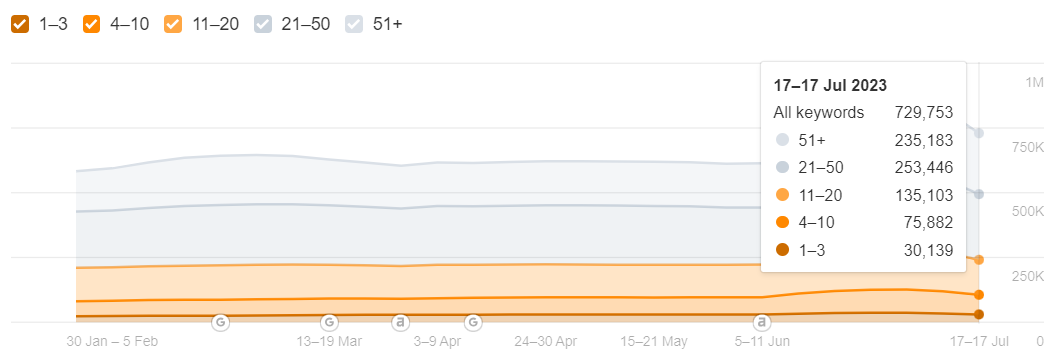 1–3 4–10 11–20 21–50 51+
17–17 Jul 2023
All keywords 729,753
51+ 235,183
21–50 253,446
11–20 135,103
4–10 75,882
1–3 30,139
1M
750K
500K
250K
G G a G a
30 Jan – 5 Feb 13–19 Mar 3–9 Apr 24–30 Apr 15–21 May 5–11 Jun 17–17 Jul 0